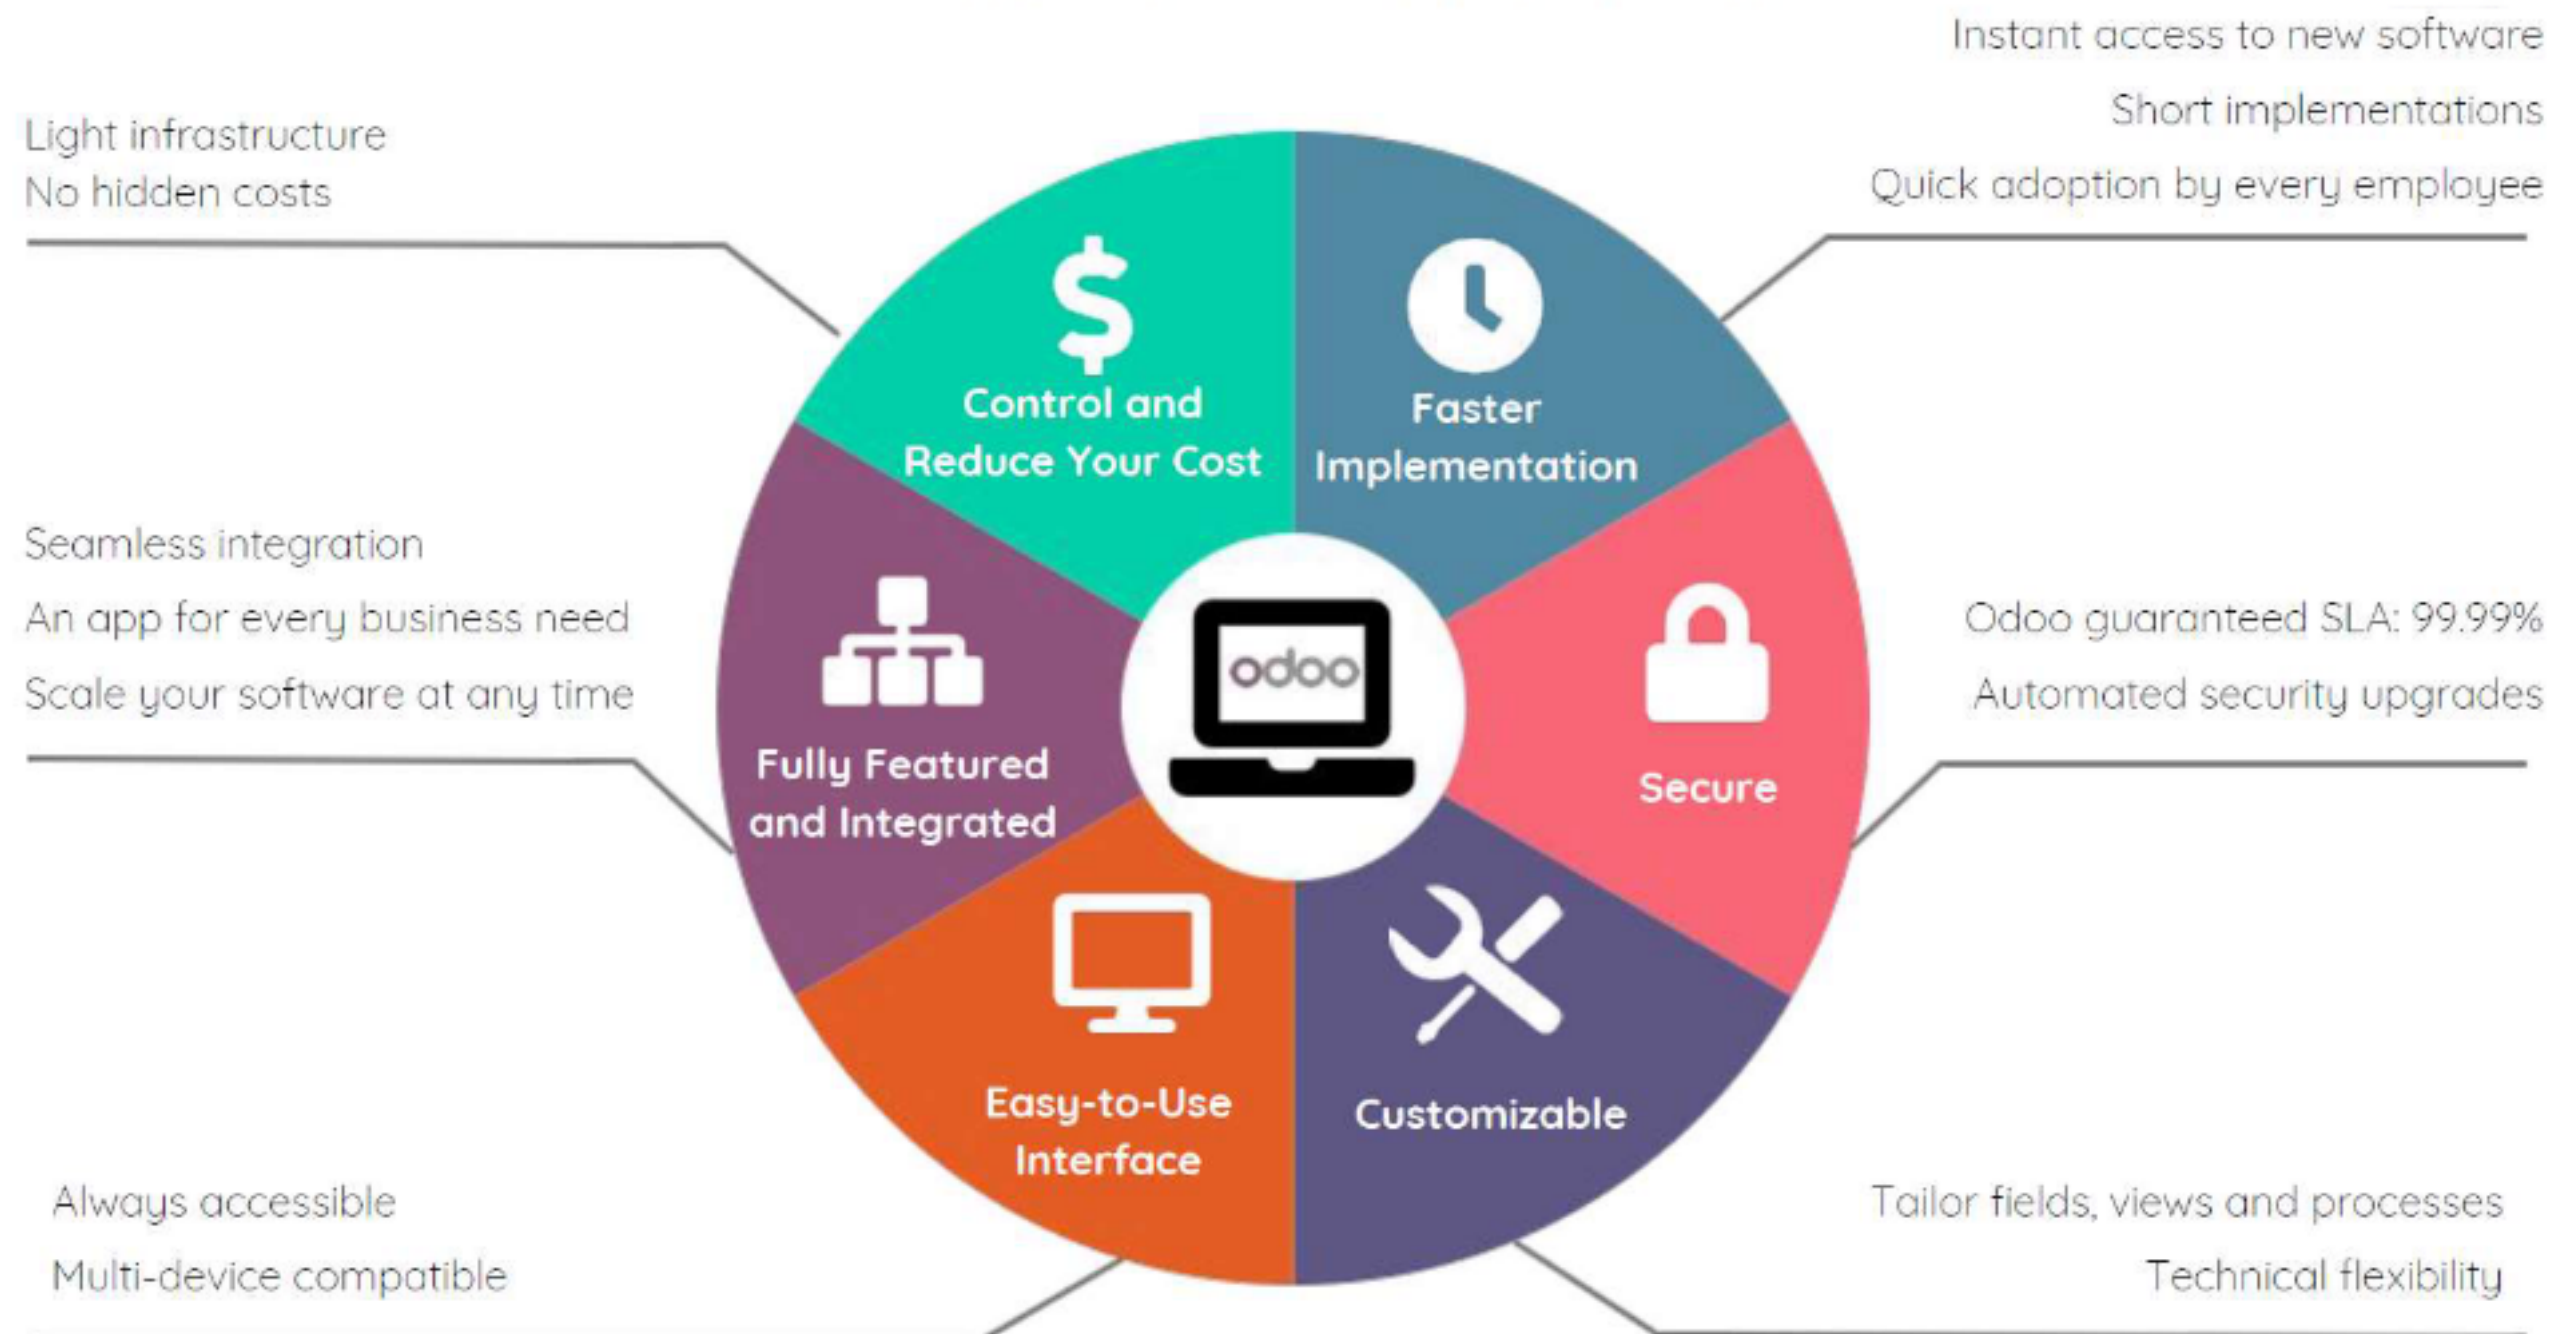 Instant access to new software
Short implementations
Quick adoption by every employee
Light infrastructure
No hidden costs
Control and
Reduce Your Cost
Faster
Implementation
Seamless integration
An app for every business need
Scale your software at any time
Fully Featured
and Integrated
odoo
Secure
Odoo guaranteed SLA: 99.99%
Automated security upgrades
Easy-to-Use
Interface
Customizable
Always accessible
Multi-device compatible
Tailor fields, views and processes
Technical flexibility